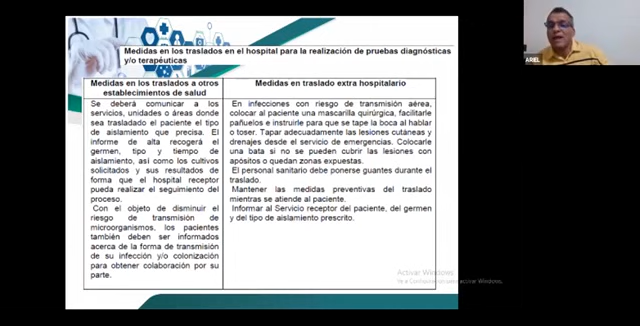 Medidas en los traslados en el hospital para la realización de pruebas diagnósticas
y/o terapéuticas
Medidas en los traslados a otros
establecimientos de salud
Se deberá comunicar a los
servicios, unidades o áreas donde
sea trasladado el paciente el tipo
de aislamiento que precisa. El
informe de alta recogerá el
germen, tipo y tiempo de
aislamiento, así como los cultivos
solicitados y sus resultados de
forma que el hospital receptor
pueda realizar el seguimiento del
proceso.
Con el objeto de disminuir el
riesgo de transmisión de
microorganismos, los pacientes
también deben ser informados
acerca de la forma de transmisión
de su infección y/o colonización
para obtener colaboración por su
parte.
Medidas en traslado extra hospitalario
En infecciones con riesgo de transmisión aérea,
colocar al paciente una mascarilla quirúrgica, facilitarle
pañuelos e instruirle para que se tape la boca al hablar
o toser. Tapar adecuadamente las lesiones cutáneas y
drenajes desde el servicio de emergencias. Colocarle
una bata si no se pueden cubrir las lesiones con
apósitos o quedan zonas expuestas.
El personal sanitario debe ponerse guantes durante el
traslado.
Mantener las medidas preventivas del traslado
mientras se atiende al paciente.
Informar al Servicio receptor del paciente, del germen
y del tipo de aislamiento prescrito.
Activar Windows
Ve a Configuración para activar Windows.
ARIEL